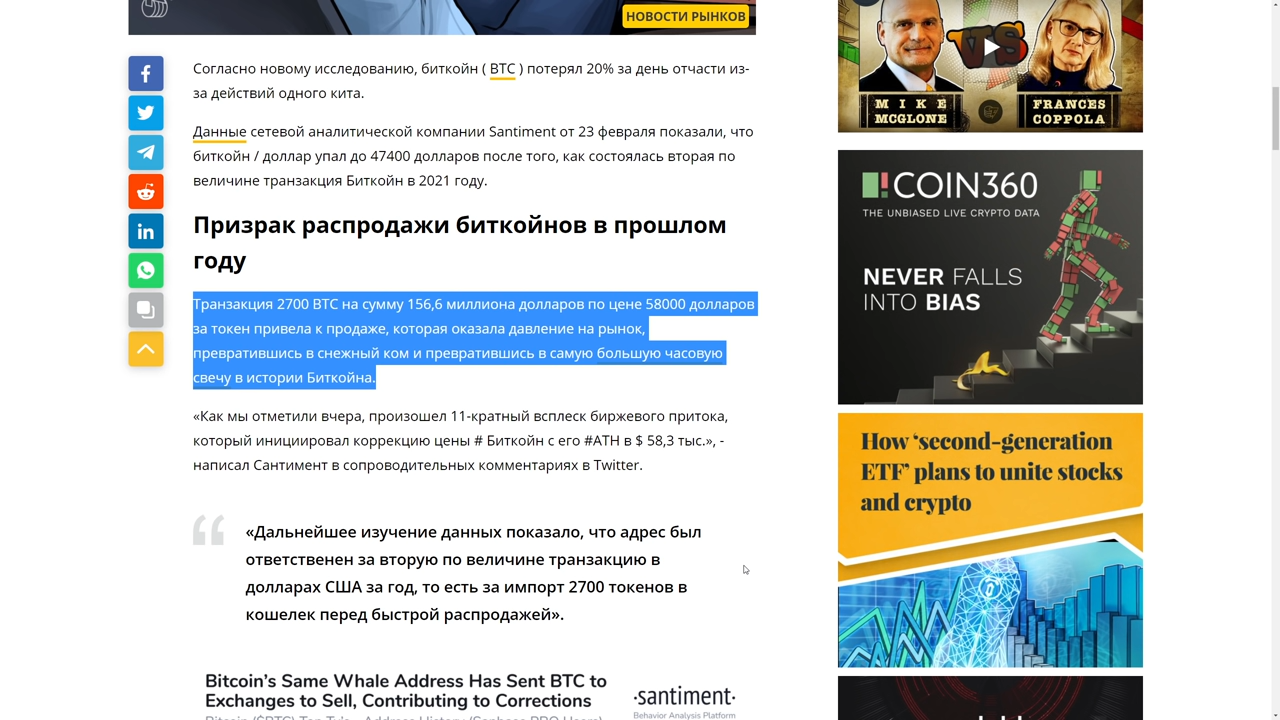 НОВОСТИ РЫНКОВ
Согласно новому исследованию, биткойн ( BTC ) потерял 20% за день отчасти из-
за действий одного кита.
Данные сетевой аналитической компании Santiment от 23 февраля показали, что
биткойн / доллар упал до 47400 долларов после того, как состоялась вторая по
величине транзакция Биткойн в 2021 году.
Призрак распродажи биткойнов в прошлом
году
Транзакция 2700 BTC на сумму 156,6 миллиона долларов по цене 58000 долларов
за токен привела к продаже, которая оказала давление на рынок,
превратившись в снежный ком и превратившись в самую большую часовую
свечу в истории Биткойна.
«Как мы отметили вчера, произошел 11-кратный всплеск биржевого притока,
который инициировал коррекцию цены # Биткойн с его #ATH в $ 58,3 тыс.», -
написал Сантимент в сопроводительных комментариях в Twitter.
«Дальнейшее изучение данных показало, что адрес был
ответственен за вторую по величине транзакцию в
долларах США за год, то есть за импорт 2700 токенов в
кошелек перед быстрой распродажей».
Bitcoin's Same Whale Address Has Sent BTC to
Exchanges to Sell, Contributing to Corrections
·santiment·
Behavior Analysis Platform
VS
MIKE
MCGLONE
FRANCES
COPPOLA
COIN360
THE UNBIASED LIVE CRYPTO DATA
NEVER FALLS
INTO BIAS
How ‘second-generation
ETF’ plans to unite stocks
and crypto